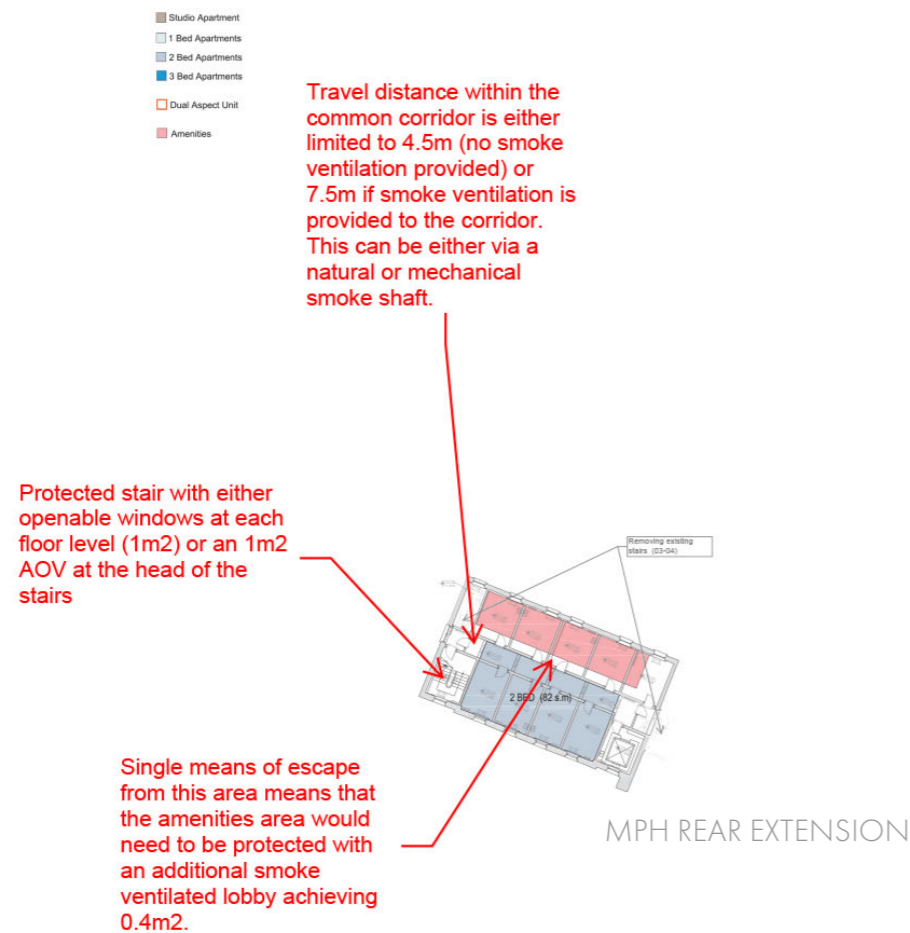 Studio Apartment
1 Bed Apartments
2 Bed Apartments
3 Bed Apartments
Dual Aspect Unit
Amenities
Travel distance within the
common corridor is either
limited to 4.5m (no smoke
ventilation provided) or
7.5m if smoke ventilation is
provided to the corridor.
This can be either via a
natural or mechanical
smoke shaft.
Protected stair with either
openable windows at each
floor level (1m2) or an 1m2
AOV at the head of the
stairs
Removing existing
stairs (03-04)
2 BED (82 s.m)
Single means of escape
from this area means that
the amenities area would
need to be protected with
an additional smoke
ventilated lobby achieving
0.4m2.
MPH REAR EXTENSION